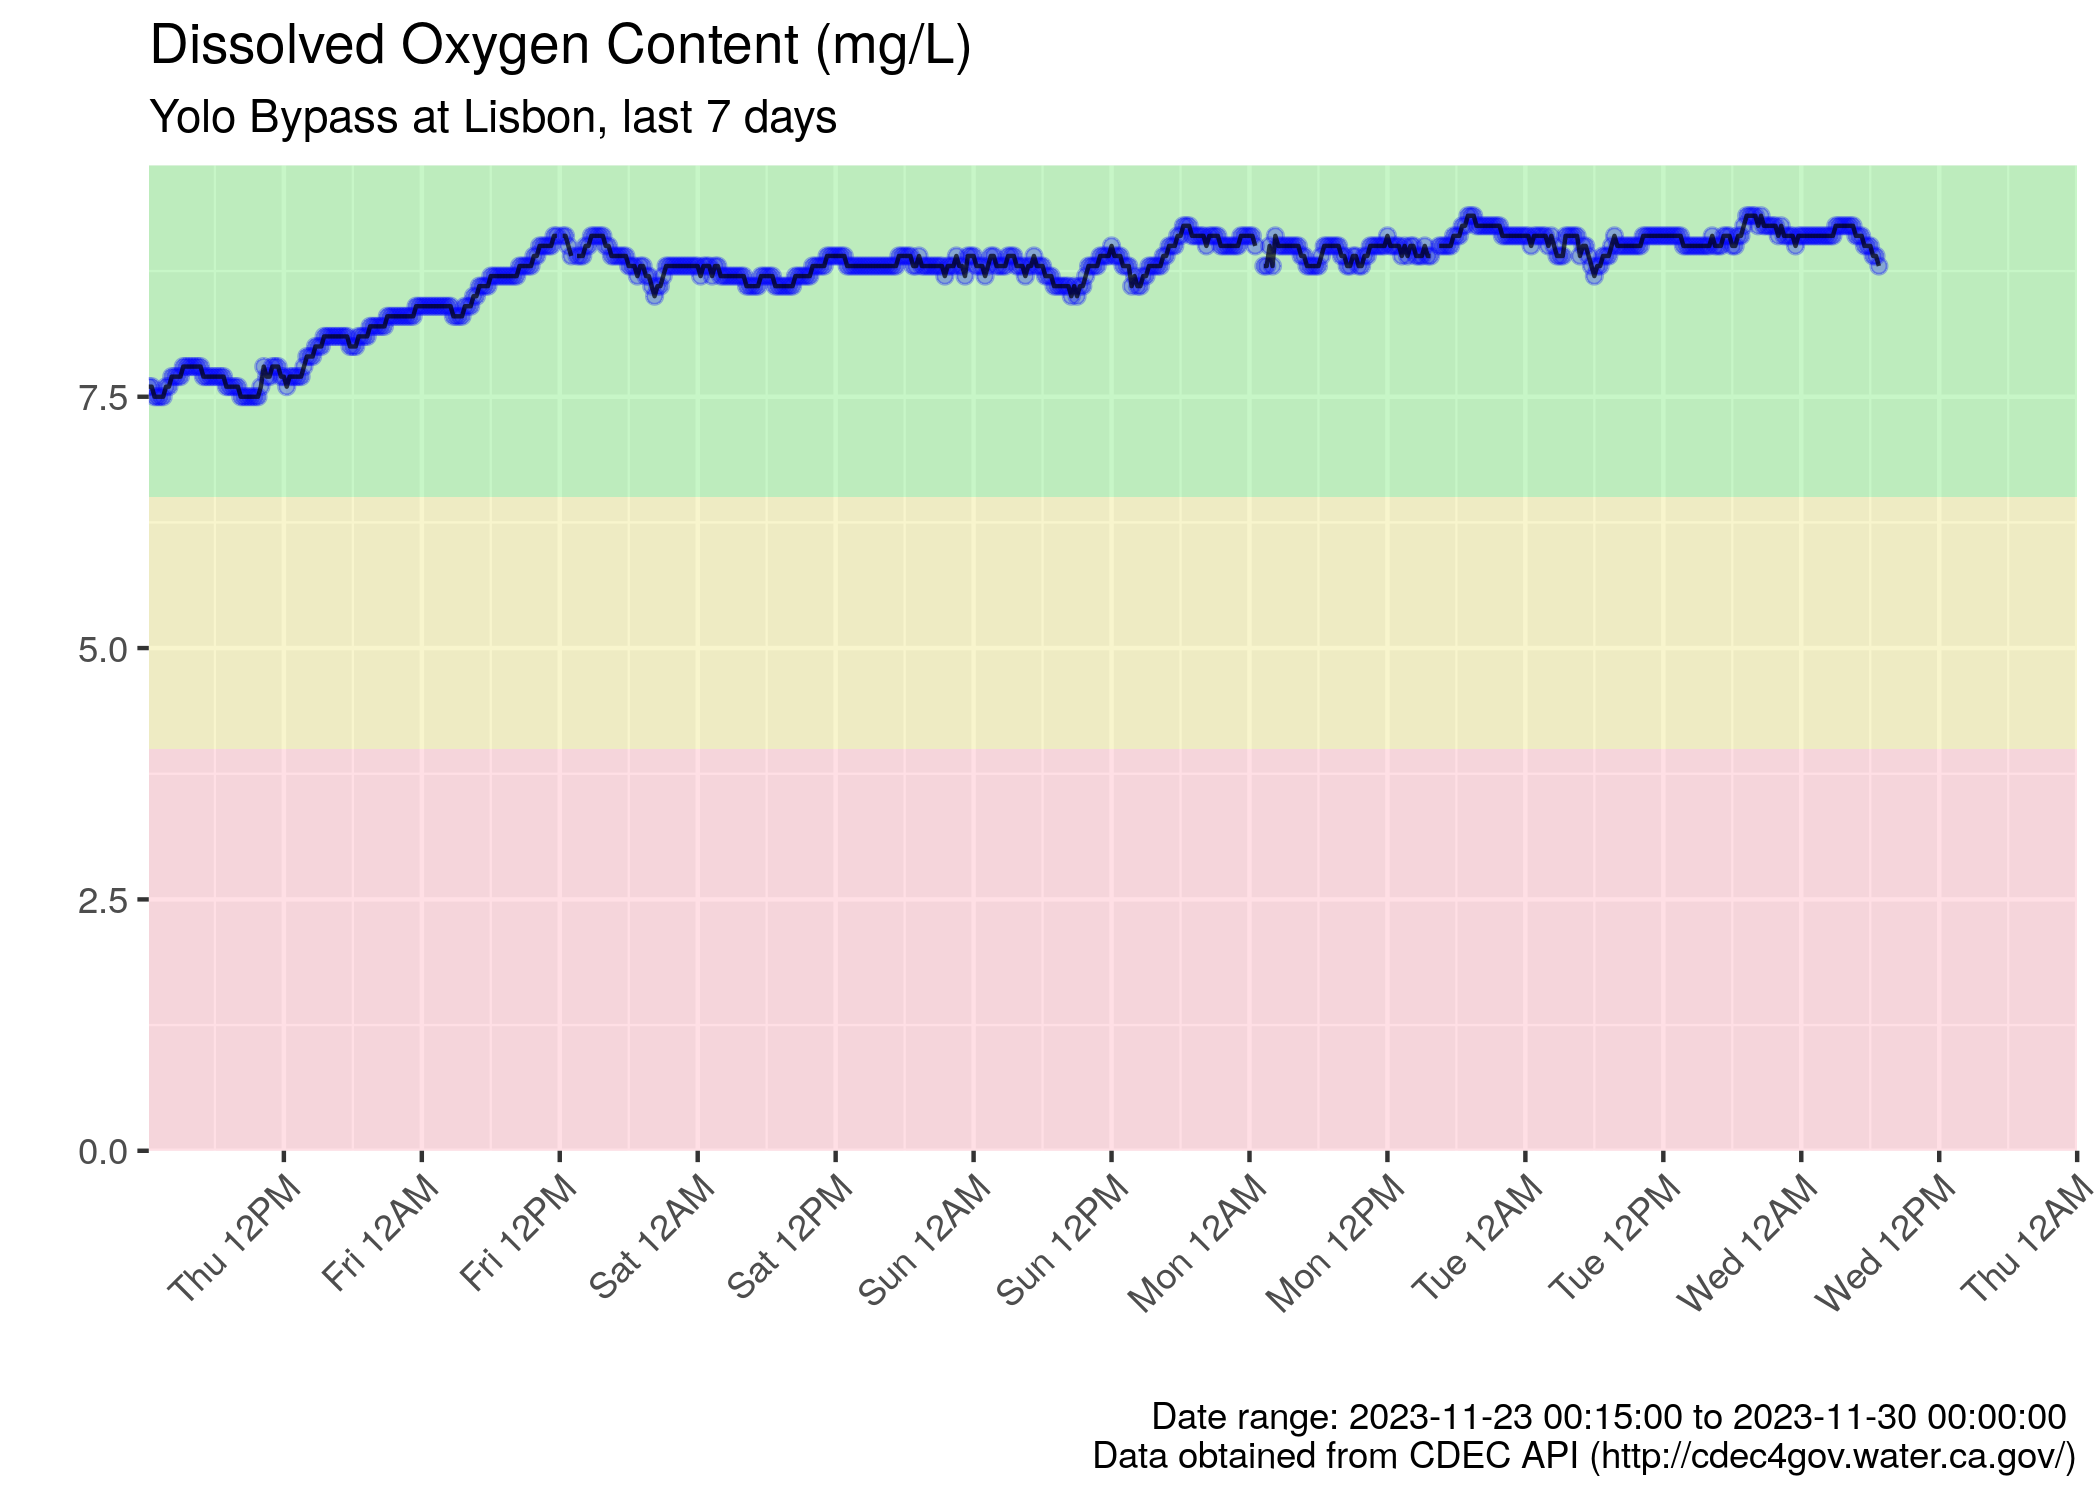 Dissolved Oxygen Content (mg/L)
Yolo Bypass at Lisbon, last 7 days
7.5
5.0
2.5
0.0
Thu 12PM
Fri 12AM
Fri 12PM
Sat 12AM
Sat 12PM
Sun 12AM
Sun 12PM
Mon 12AM
Mon 12PM
Tue 12AM
Tue 12PM
Wed 12AM
Wed 12PM
Thu 12AM
Date range: 2023-11-23 00:15:00 to 2023-11-30 00:00:00
Data obtained from CDEC API (http://cdec4gov.water.ca.gov/)